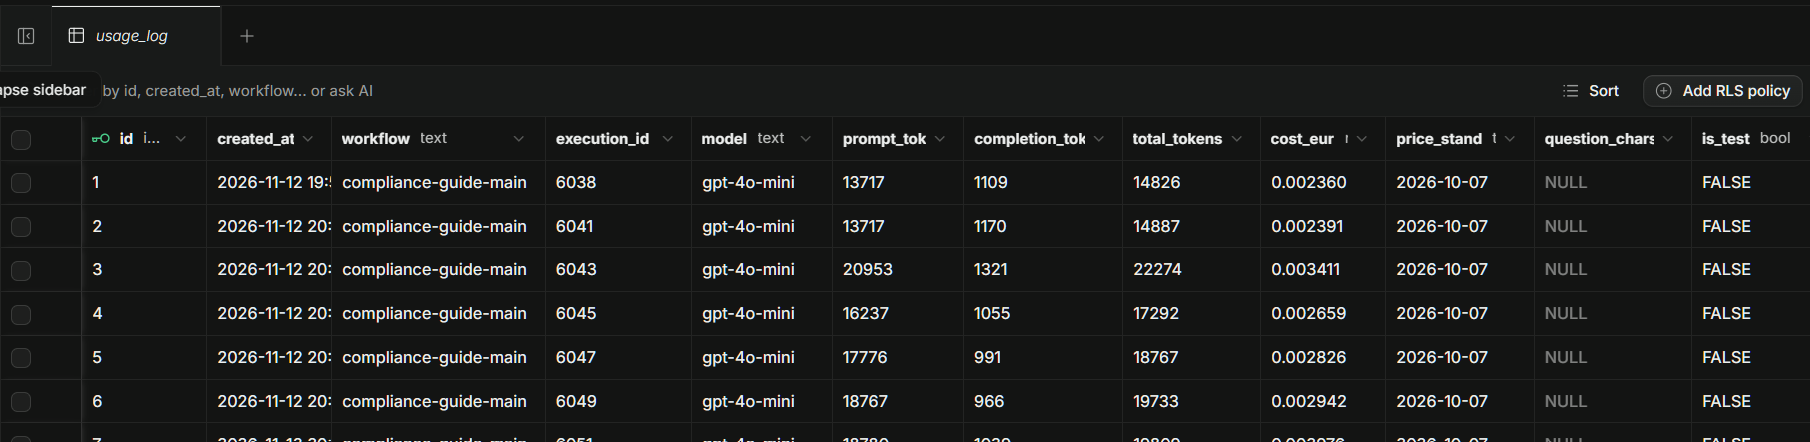 usage_log
apse sidebar by id, created_at, workflow... or ask AI Sort Add RLS policy
id i... created_at workflow text execution_id model text prompt_tok completion_tok total_tokens cost_eur price_stand t question_chars is_test bool
1 2026-11-12 19: compliance-guide-main 6038 gpt-4o-mini 13717 1109 14826 0.002360 2026-10-07 NULL FALSE
2 2026-11-12 20: compliance-guide-main 6041 gpt-4o-mini 13717 1170 14887 0.002391 2026-10-07 NULL FALSE
3 2026-11-12 20: compliance-guide-main 6043 gpt-4o-mini 20953 1321 22274 0.003411 2026-10-07 NULL FALSE
4 2026-11-12 20: compliance-guide-main 6045 gpt-4o-mini 16237 1055 17292 0.002659 2026-10-07 NULL FALSE
5 2026-11-12 20: compliance-guide-main 6047 gpt-4o-mini 17776 991 18767 0.002826 2026-10-07 NULL FALSE
6 2026-11-12 20: compliance-guide-main 6049 gpt-4o-mini 18767 966 19733 0.002942 2026-10-07 NULL FALSE